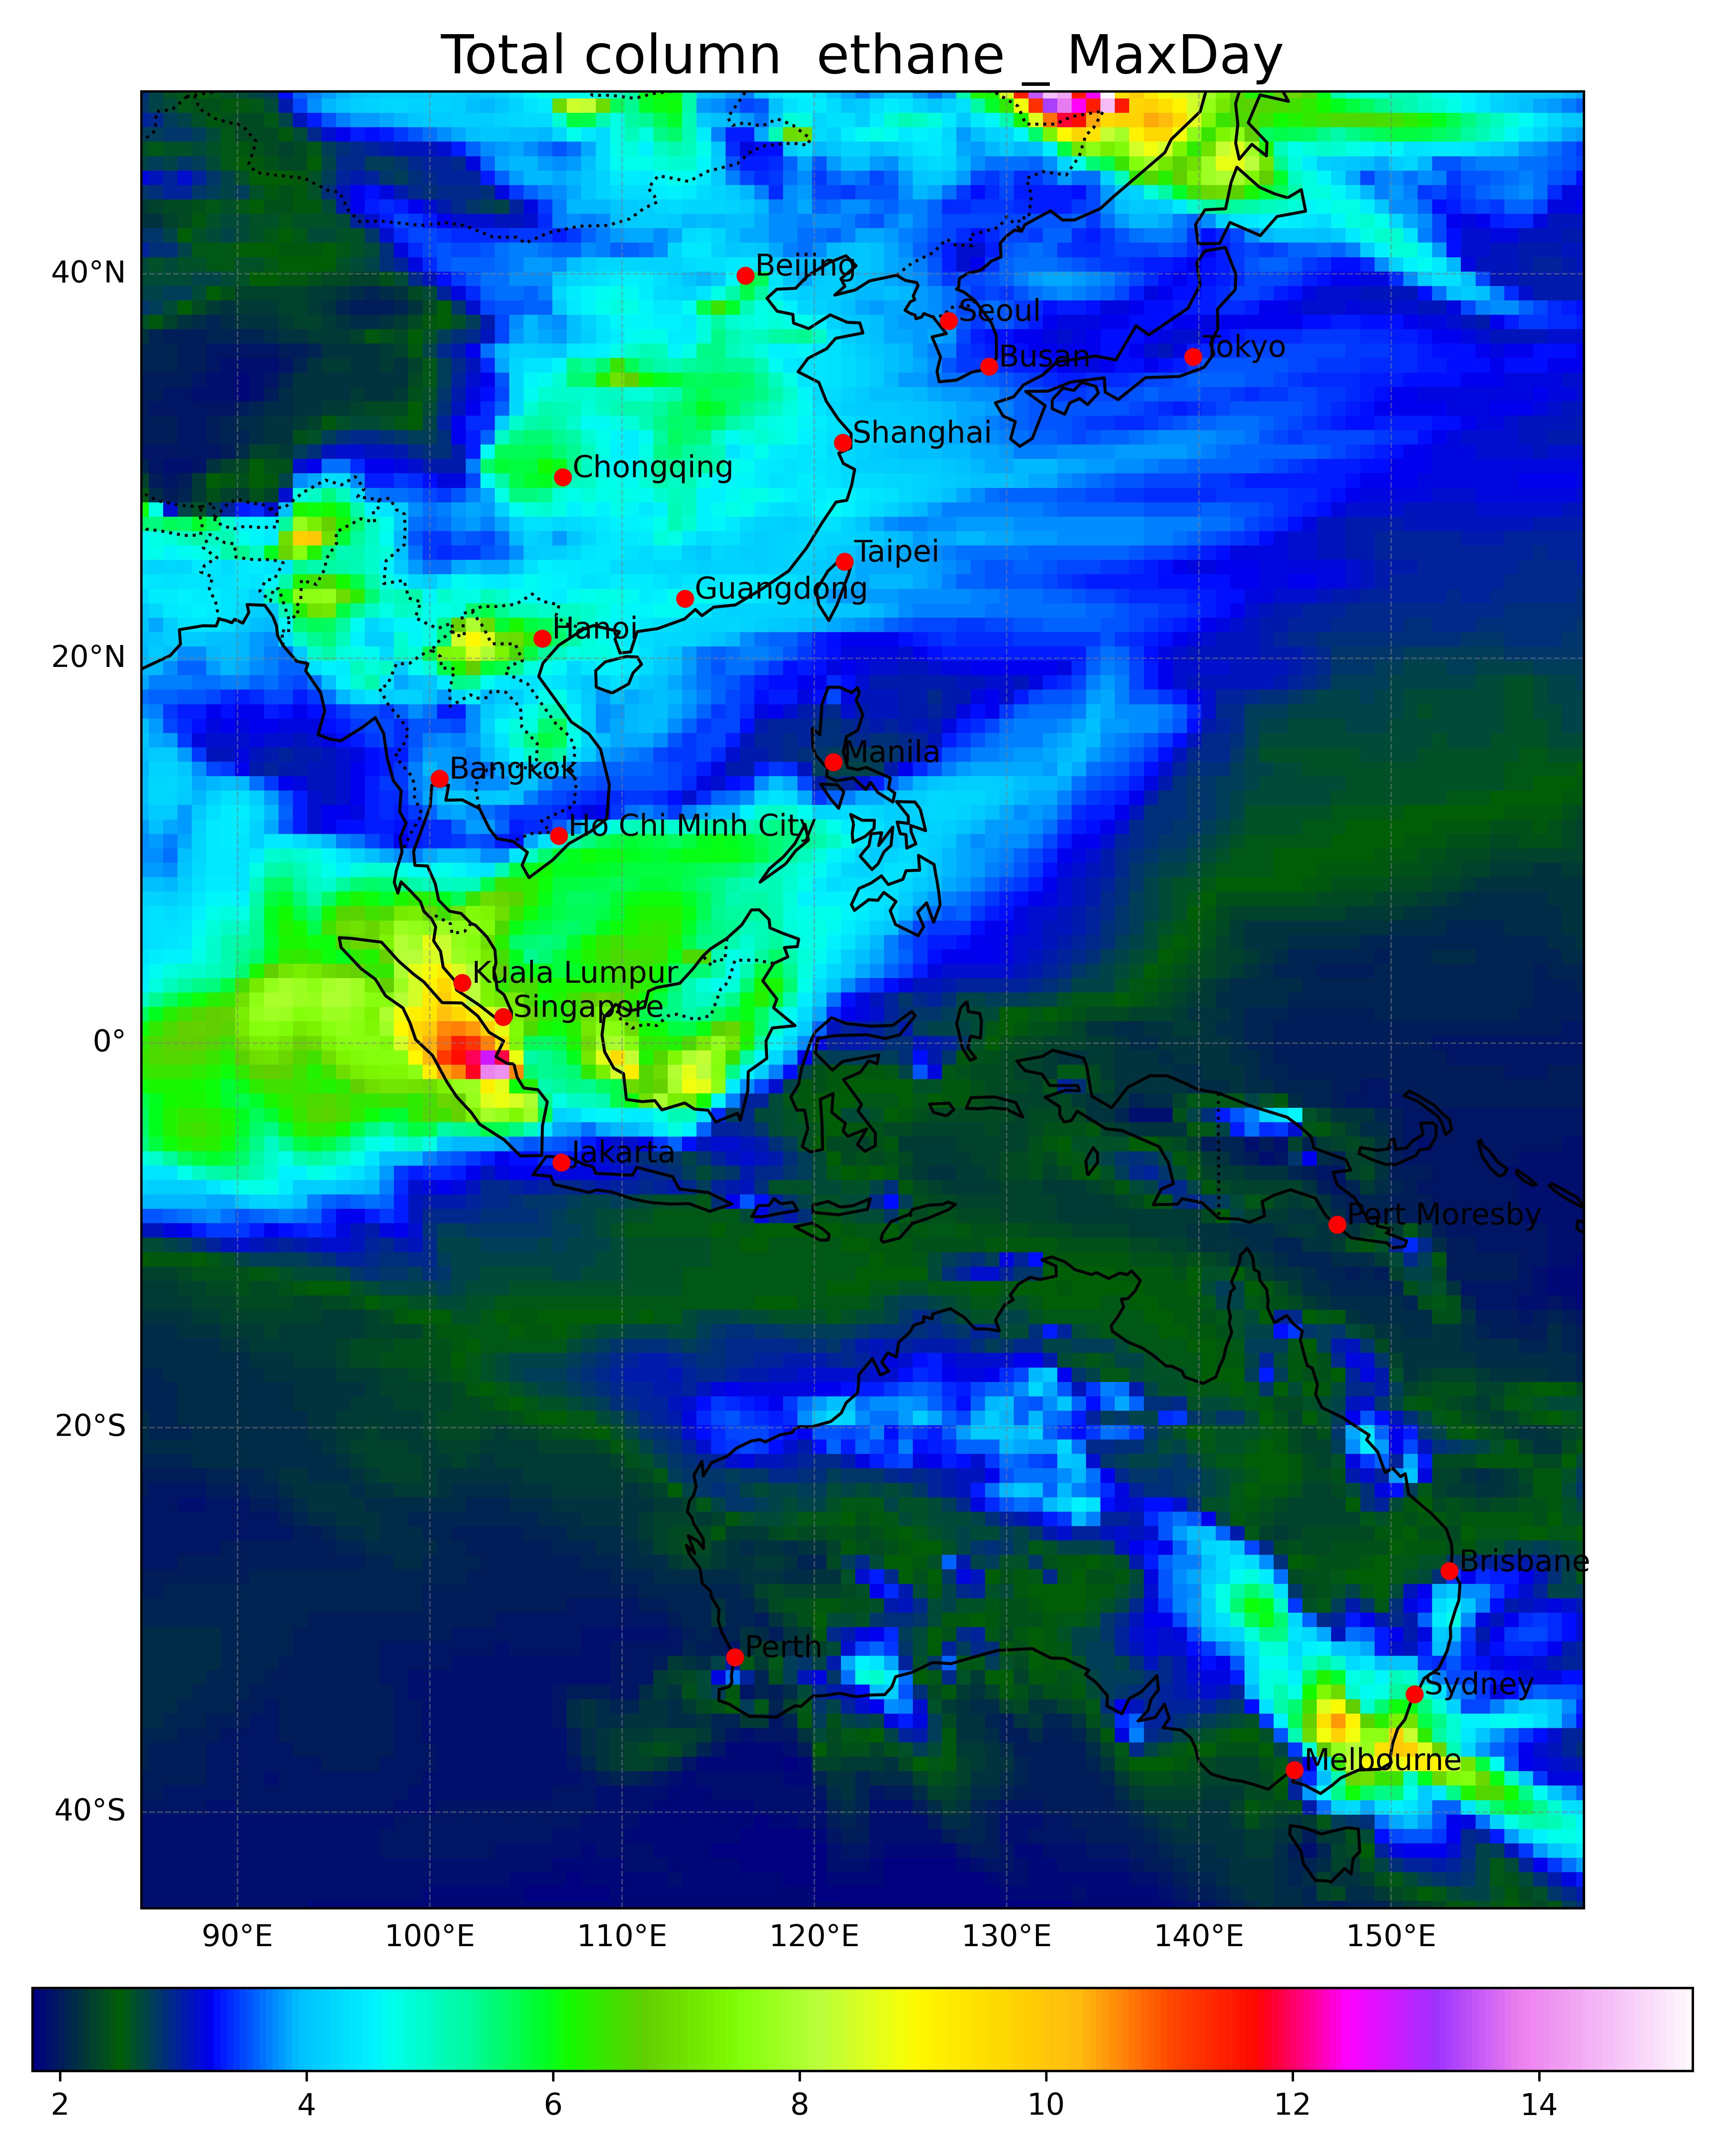 Total column  ethane _ MaxDay
40°N
20°N
0°
20°S
40°S
Beijing
Seoul
Busan
Tokyo
Shanghai
Chongqing
Taipei
Guangdong
Hanoi
Manila
Bangkok
Ho Chi Minh City
Kuala Lumpur
Singapore
Jakarta
Port Moresby
Brisbane
Perth
Sydney
Melbourne
90°E 100°E 110°E 120°E 130°E 140°E 150°E
2 4 6 8 10 12 14